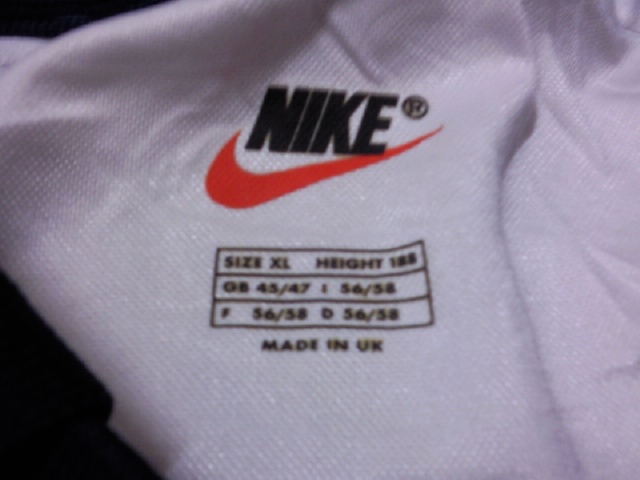 NIKE®
SIZE XL HEIGHT 188
GB 45/47 I 56/58
F 56/58 D 56/58
MADE IN UK